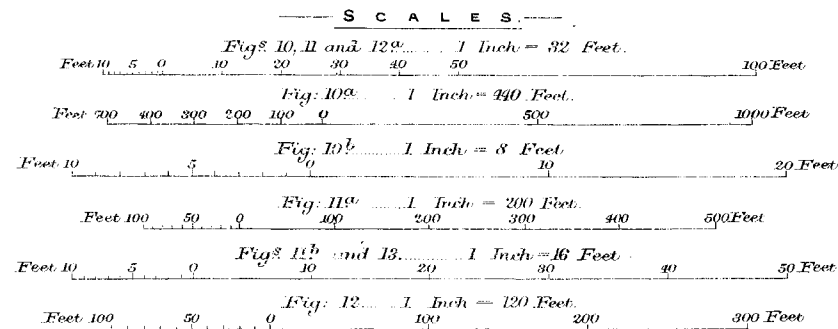 SCALES.
Figs. 10, 11 and 12a...... 1 Inch = 32 Feet.
Feet 10 5 0 10 20 30 40 50 100 Feet
Fig: 10a ...... 1 Inch = 440 Feet.
Feet 500 400 300 200 100 0 500 1000 Feet
Fig: 10b ...... 1 Inch = 8 Feet
Feet 10 5 0 10 20 Feet
Fig: 11a ...... 1 Inch = 200 Feet.
Feet 100 50 0 100 200 300 400 500 Feet
Figs. 11b and 13...... 1 Inch = 16 Feet
Feet 10 5 0 10 20 30 40 50 Feet
Fig: 12 ..... 1 Inch = 120 Feet.
Feet 100 50 0 100 200 300 Feet